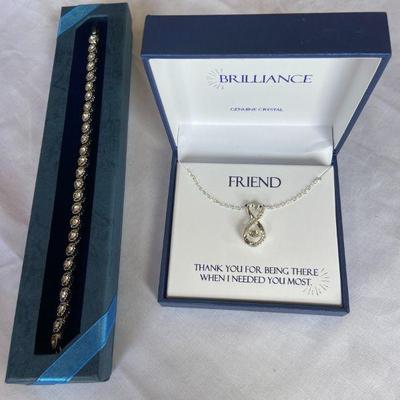 BRILLIANCE
GENUINE CRYSTAL
FRIEND
THANK YOU FOR BEING THERE
WHEN I NEEDED YOU MOST.